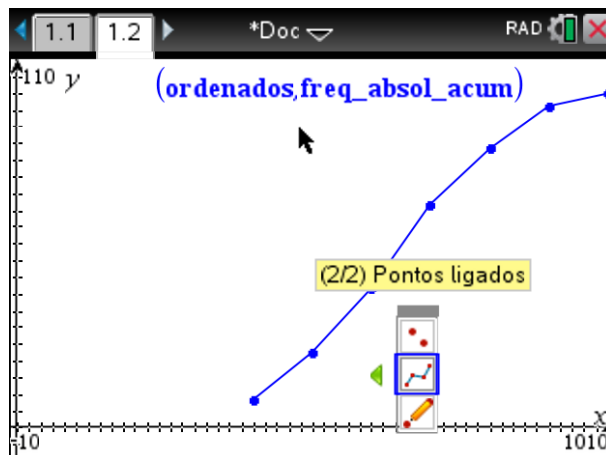 1.1 1.2 *Doc RAD
110 y (ordenados,freq_absol_acum)
(2/2) Pontos ligados
x
-10 1010